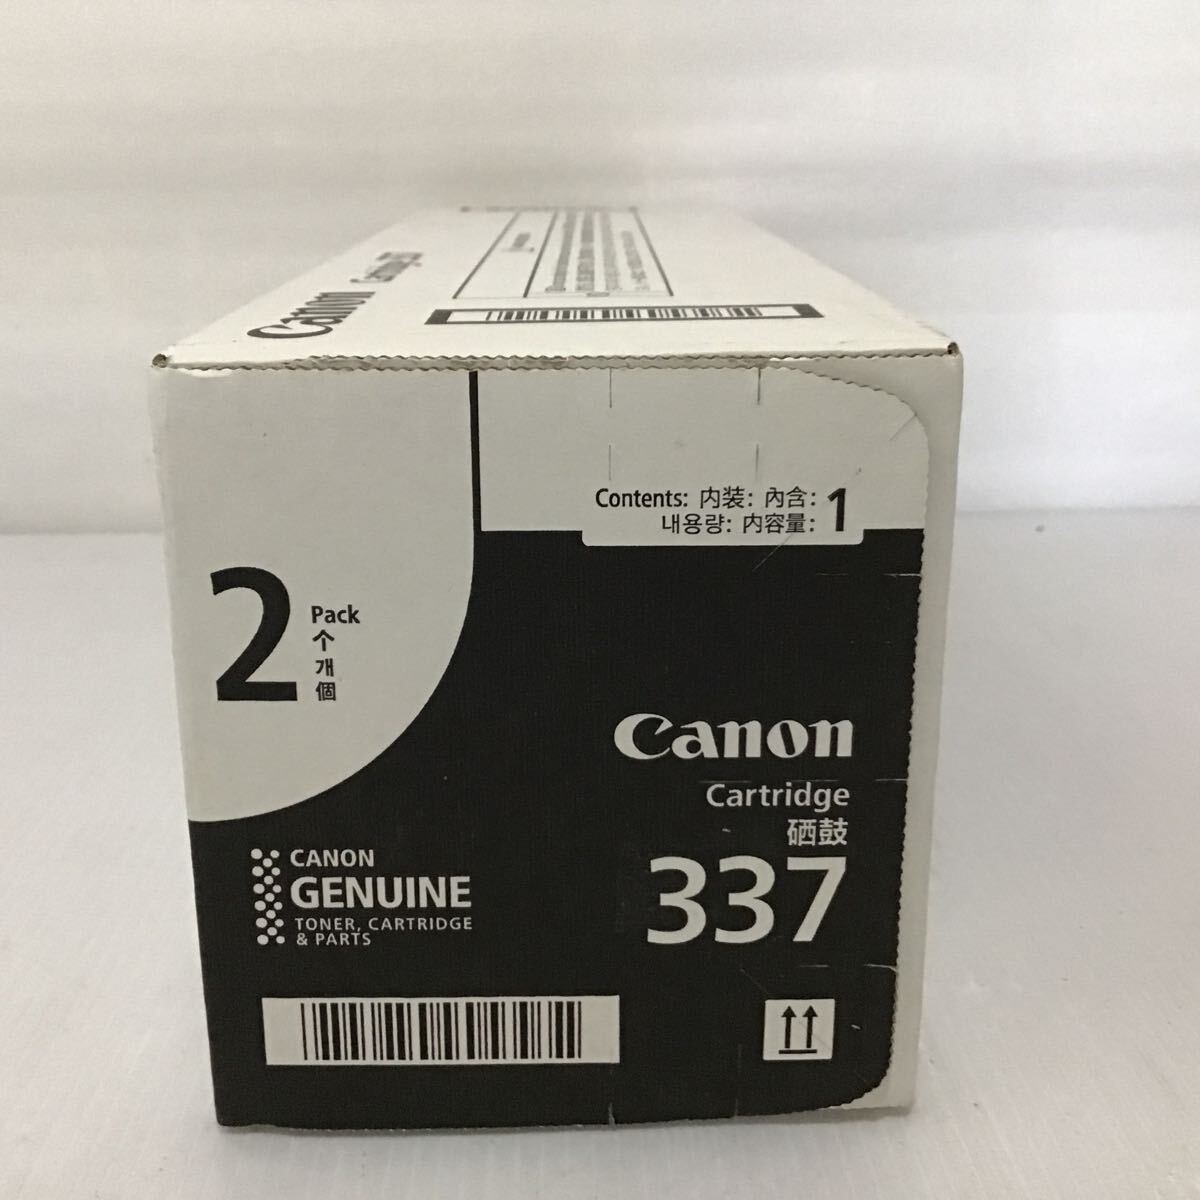 Canon
Contents: 内装: 內含: 1
내용량: 内容量:
2
Pack
个
개
個
Canon
Cartridge
硒鼓
337
CANON
GENUINE
TONER, CARTRIDGE
& PARTS